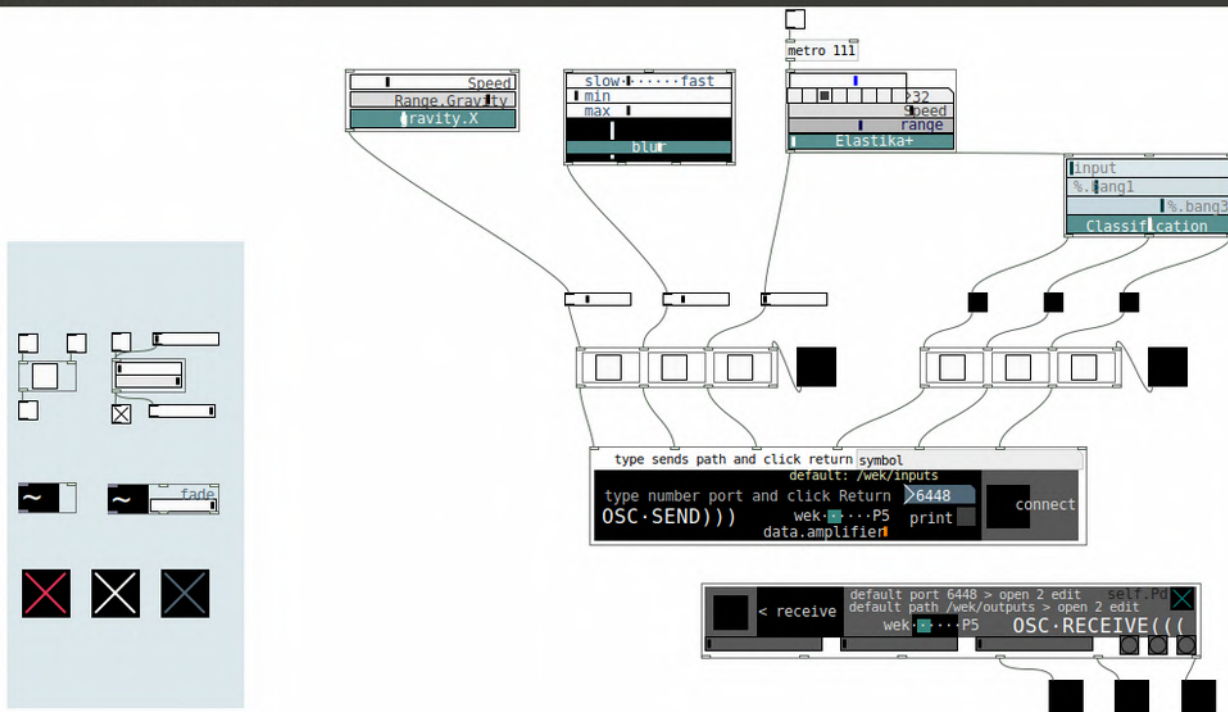 metro 111
Speed
Range.Gravity
Gravity.X
slow······fast
min
max
blur
>32
Speed
range
Elastika+
input
%.bang1
%.bang3
Classification
type sends path and click return symbol
default: /wek/inputs
type number port and click Return >6448
OSC·SEND))) wek······P5 print
connect
data.amplifier
~
~ fade
default port 6448 > open 2 edit self.Pd
default path /wek/outputs > open 2 edit
< receive
wek······P5 OSC·RECEIVE(((